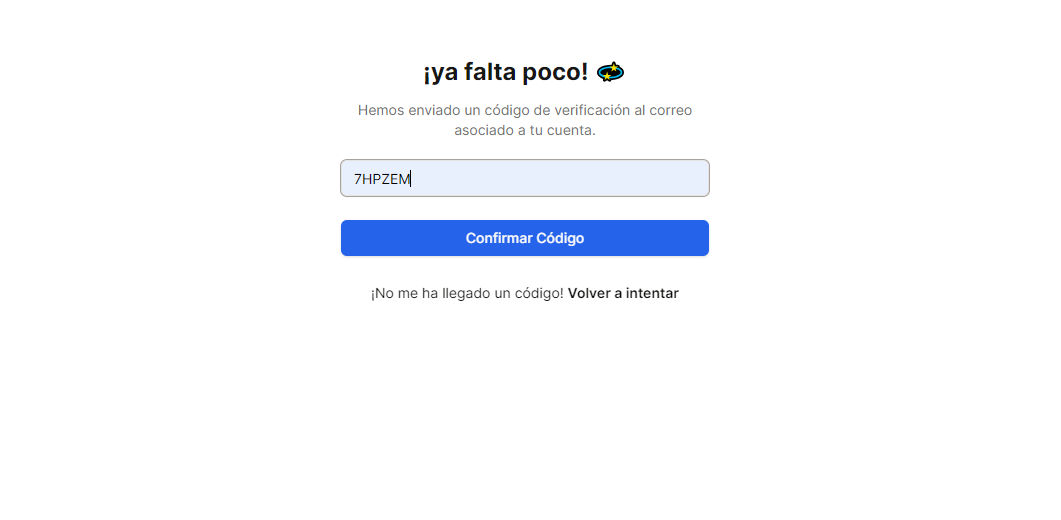 ¡ya falta poco! 💫
Hemos enviado un código de verificación al correo
asociado a tu cuenta.
7HPZEM
Confirmar Código
¡No me ha llegado un código! Volver a intentar